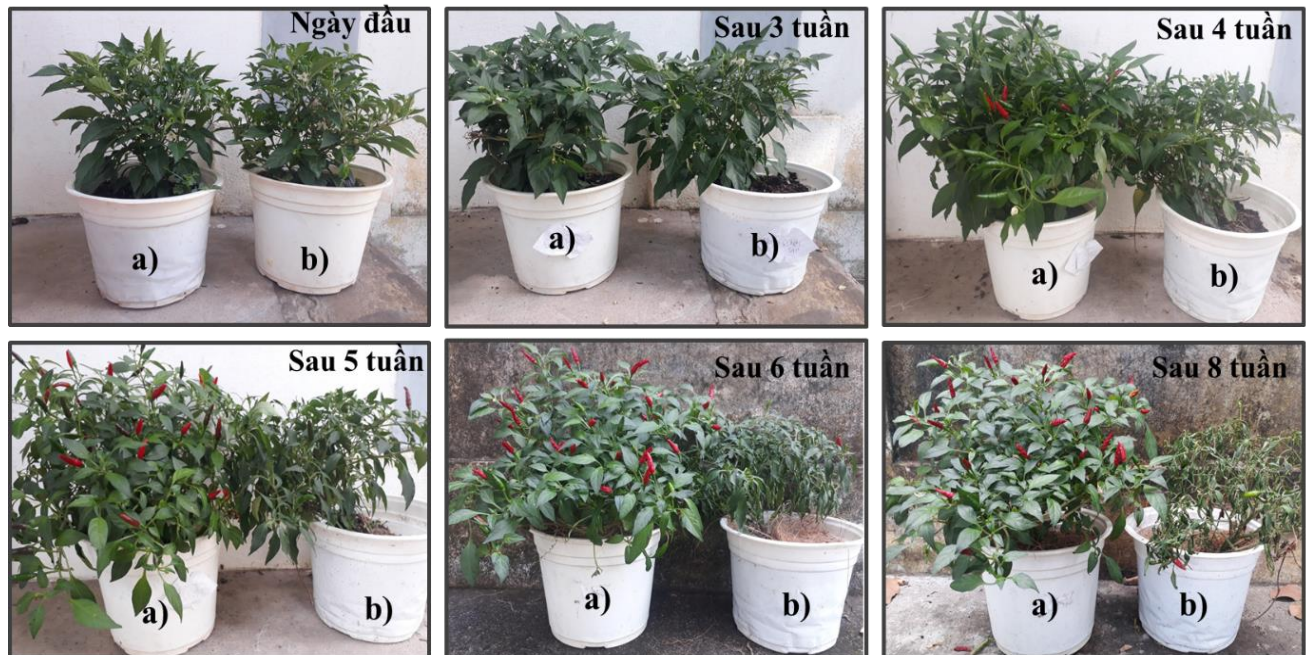 Ngày đầu
a)
b)
Sau 3 tuần
a)
b)
Sau 4 tuần
a)
b)
Sau 5 tuần
a)
b)
Sau 6 tuần
a)
b)
Sau 8 tuần
a)
b)